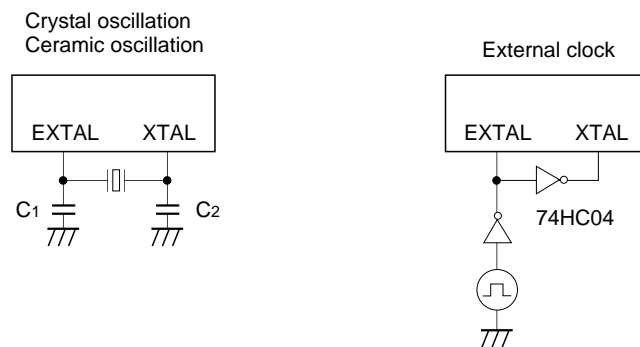 Crystal oscillation
Ceramic oscillation
EXTAL XTAL
C1 C2
External clock
EXTAL XTAL
74HC04